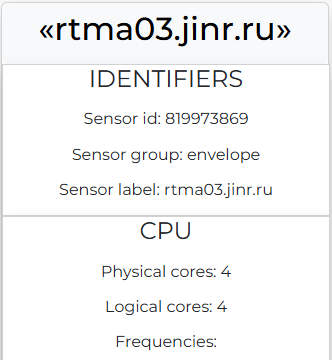 «rtma03.jinr.ru»
IDENTIFIERS
Sensor id: 819973869
Sensor group: envelope
Sensor label: rtma03.jinr.ru
CPU
Physical cores: 4
Logical cores: 4
Frequencies: